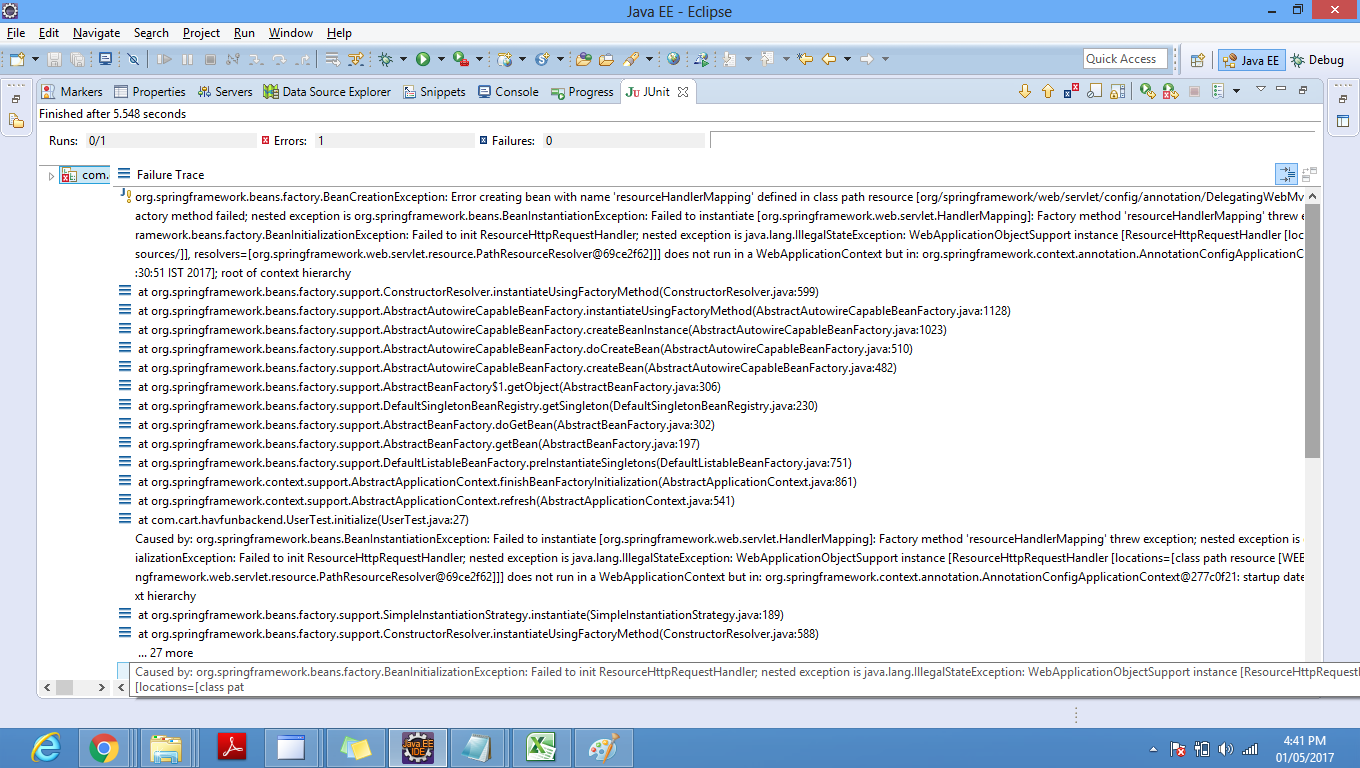 Java EE - Eclipse
File Edit Navigate Search Project Run Window Help
Quick Access
Java EE
Debug
Markers Properties Servers Data Source Explorer Snippets Console Progress JUnit
Finished after 5.548 seconds
Runs: 0/1 Errors: 1 Failures: 0
com.
Failure Trace
org.springframework.beans.factory.BeanCreationException: Error creating bean with name 'resourceHandlerMapping' defined in class path resource [org/springframework/web/servlet/config/annotation/DelegatingWebMv
actory method failed; nested exception is org.springframework.beans.BeanInstantiationException: Failed to instantiate [org.springframework.web.servlet.HandlerMapping]: Factory method 'resourceHandlerMapping' threw e
ramework.beans.factory.BeanInitializationException: Failed to init ResourceHttpRequestHandler; nested exception is java.lang.IllegalStateException: WebApplicationObjectSupport instance [ResourceHttpRequestHandler [loc
sources/]], resolvers=[org.springframework.web.servlet.resource.PathResourceResolver@69ce2f62]]] does not run in a WebApplicationContext but in: org.springframework.context.annotation.AnnotationConfigApplicationC
:30:51 IST 2017]; root of context hierarchy
at org.springframework.beans.factory.support.ConstructorResolver.instantiateUsingFactoryMethod(ConstructorResolver.java:599)
at org.springframework.beans.factory.support.AbstractAutowireCapableBeanFactory.instantiateUsingFactoryMethod(AbstractAutowireCapableBeanFactory.java:1128)
at org.springframework.beans.factory.support.AbstractAutowireCapableBeanFactory.createBeanInstance(AbstractAutowireCapableBeanFactory.java:1023)
at org.springframework.beans.factory.support.AbstractAutowireCapableBeanFactory.doCreateBean(AbstractAutowireCapableBeanFactory.java:510)
at org.springframework.beans.factory.support.AbstractAutowireCapableBeanFactory.createBean(AbstractAutowireCapableBeanFactory.java:482)
at org.springframework.beans.factory.support.AbstractBeanFactory$1.getObject(AbstractBeanFactory.java:306)
at org.springframework.beans.factory.support.DefaultSingletonBeanRegistry.getSingleton(DefaultSingletonBeanRegistry.java:230)
at org.springframework.beans.factory.support.AbstractBeanFactory.doGetBean(AbstractBeanFactory.java:302)
at org.springframework.beans.factory.support.AbstractBeanFactory.getBean(AbstractBeanFactory.java:197)
at org.springframework.beans.factory.support.DefaultListableBeanFactory.preInstantiateSingletons(DefaultListableBeanFactory.java:751)
at org.springframework.context.support.AbstractApplicationContext.finishBeanFactoryInitialization(AbstractApplicationContext.java:861)
at org.springframework.context.support.AbstractApplicationContext.refresh(AbstractApplicationContext.java:541)
at com.cart.havfunbackend.UserTest.initialize(UserTest.java:27)
Caused by: org.springframework.beans.BeanInstantiationException: Failed to instantiate [org.springframework.web.servlet.HandlerMapping]: Factory method 'resourceHandlerMapping' threw exception; nested exception is
ializationException: Failed to init ResourceHttpRequestHandler; nested exception is java.lang.IllegalStateException: WebApplicationObjectSupport instance [ResourceHttpRequestHandler [locations=[class path resource [WEE
ngframework.web.servlet.resource.PathResourceResolver@69ce2f62]]] does not run in a WebApplicationContext but in: org.springframework.context.annotation.AnnotationConfigApplicationContext@277c0f21: startup date
xt hierarchy
at org.springframework.beans.factory.support.SimpleInstantiationStrategy.instantiate(SimpleInstantiationStrategy.java:189)
at org.springframework.beans.factory.support.ConstructorResolver.instantiateUsingFactoryMethod(ConstructorResolver.java:588)
... 27 more
Caused by: org.springframework.beans.factory.BeanInitializationException: Failed to init ResourceHttpRequestHandler; nested exception is java.lang.IllegalStateException: WebApplicationObjectSupport instance [ResourceHttpRequestH
[locations=[class pat
Java EE
IDE
4:41 PM
01/05/2017